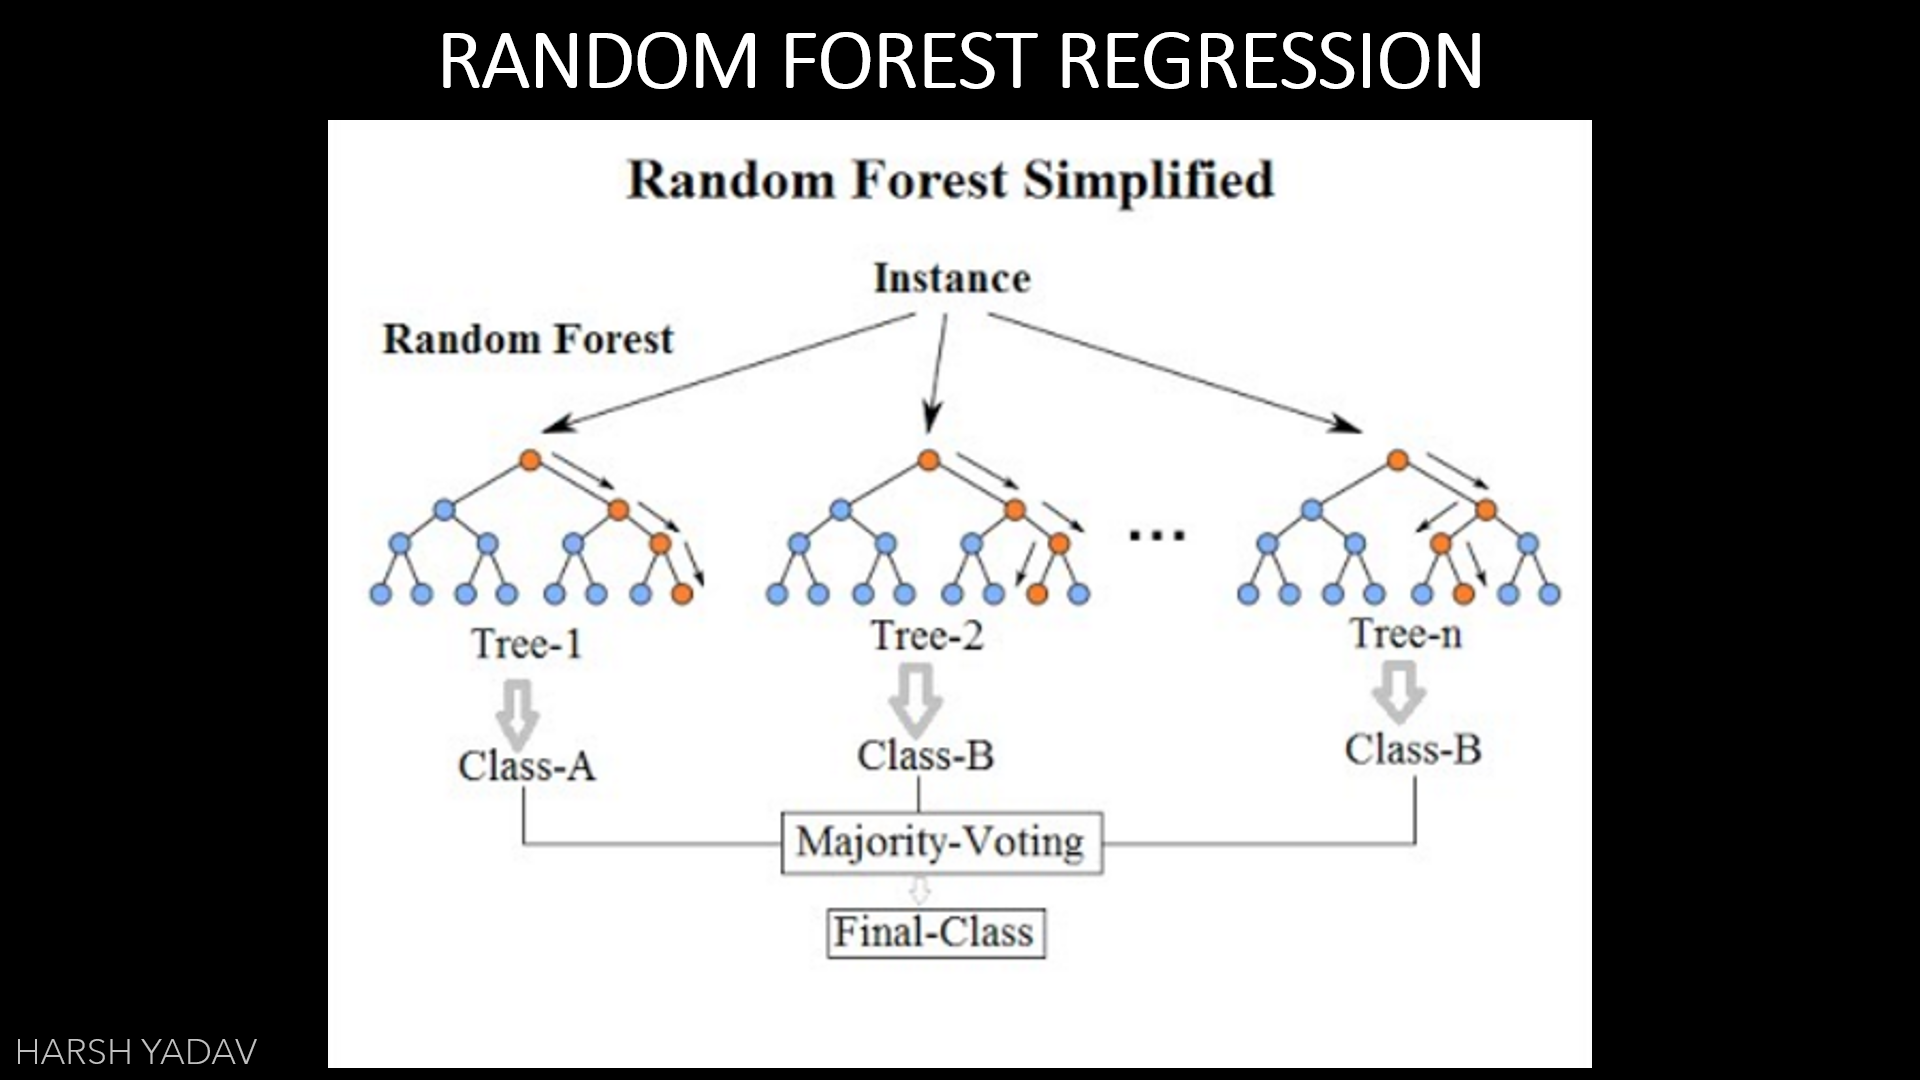 RANDOM FOREST REGRESSION
Random Forest Simplified
Instance
Random Forest
...
Tree-1
Tree-2
Tree-n
Class-A
Class-B
Class-B
Majority-Voting
Final-Class
HARSH YADAV